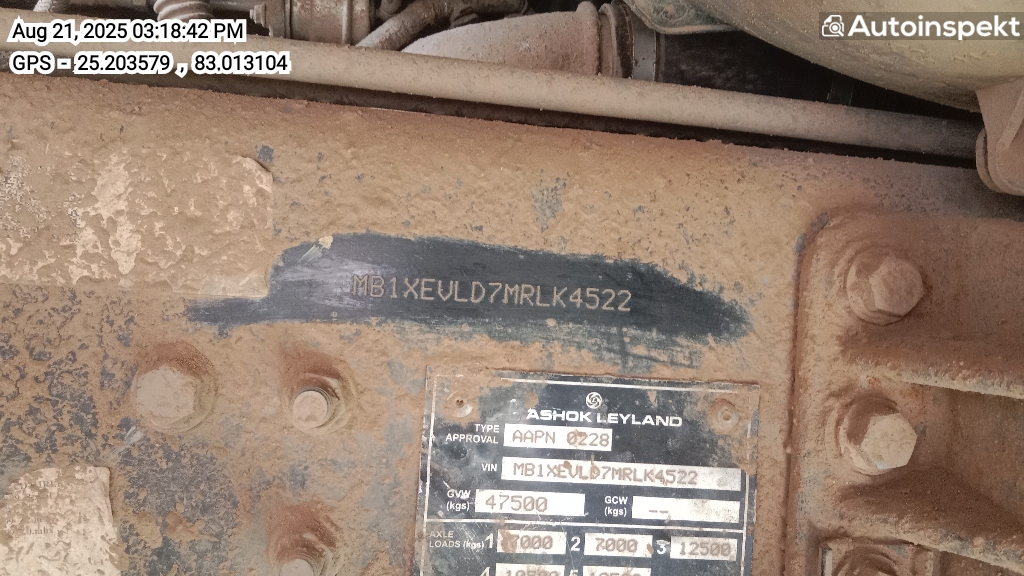 Aug 21, 2025 03:18:42 PM
GPS - 25.203579 , 83.013104
Autoinspekt
MB1XEVLD7MRLK4522
ASHOK LEYLAND
TYPE APPROVAL AAPN 0228
VIN MB1XEVLD7MRLK4522
GVW (kgs) 47500 GCW (kgs) --
AXLE LOADS (kgs) 1 7000 2 7000 3 12500